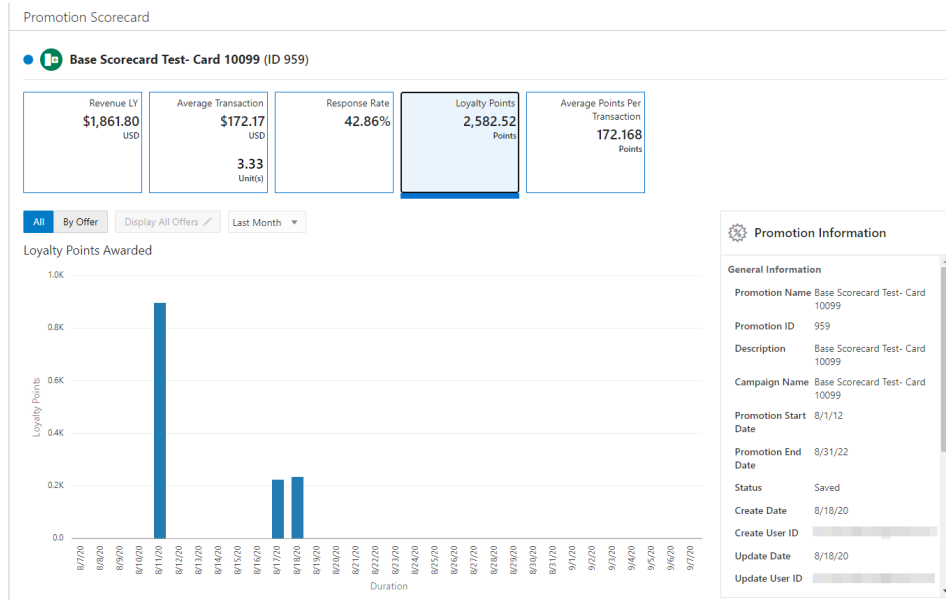 Promotion Scorecard
Base Scorecard Test- Card 10099 (ID 959)
Revenue LY
$1,861.80
USD
Average Transaction
$172.17
USD
3.33
Unit(s)
Response Rate
42.86%
Loyalty Points
2,582.52
Points
Average Points Per
Transaction
172.168
Points
All
By Offer
Display All Offers
Last Month
Loyalty Points Awarded
1.0K
0.8K
0.6K
0.4K
0.2K
0.0
Loyalty Points
8/7/20
8/8/20
8/9/20
8/10/20
8/11/20
8/12/20
8/13/20
8/14/20
8/15/20
8/16/20
8/17/20
8/18/20
8/19/20
8/20/20
8/21/20
8/22/20
8/23/20
8/24/20
8/25/20
8/26/20
8/27/20
8/28/20
8/29/20
8/30/20
8/31/20
9/1/20
9/2/20
9/3/20
9/4/20
9/5/20
9/6/20
9/7/20
Duration
Promotion Information
General Information
Promotion Name Base Scorecard Test- Card
10099
Promotion ID 959
Description Base Scorecard Test- Card
10099
Campaign Name Base Scorecard Test- Card
10099
Promotion Start 8/1/12
Date
Promotion End 8/31/22
Date
Status Saved
Create Date 8/18/20
Create User ID
Update Date 8/18/20
Update User ID